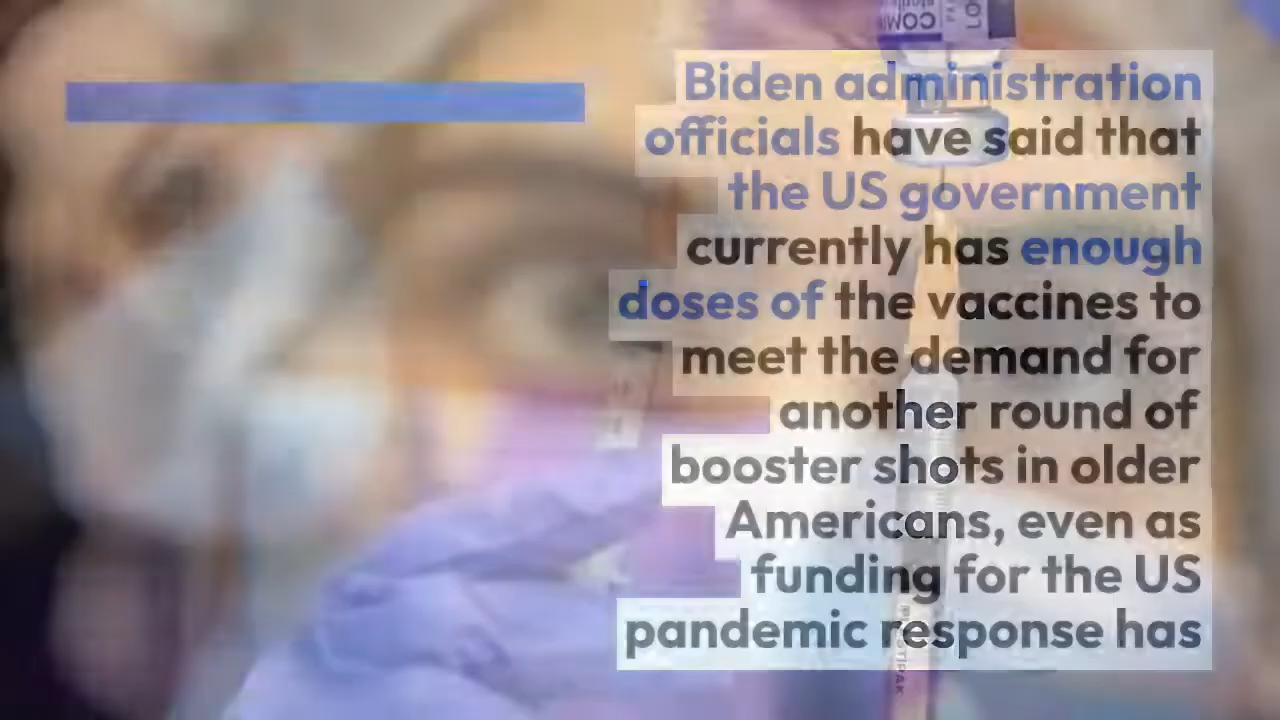 Biden administration
officials have said that
the US government
currently has enough
doses of the vaccines to
meet the demand for
another round of
booster shots in older
Americans, even as
funding for the US
pandemic response has